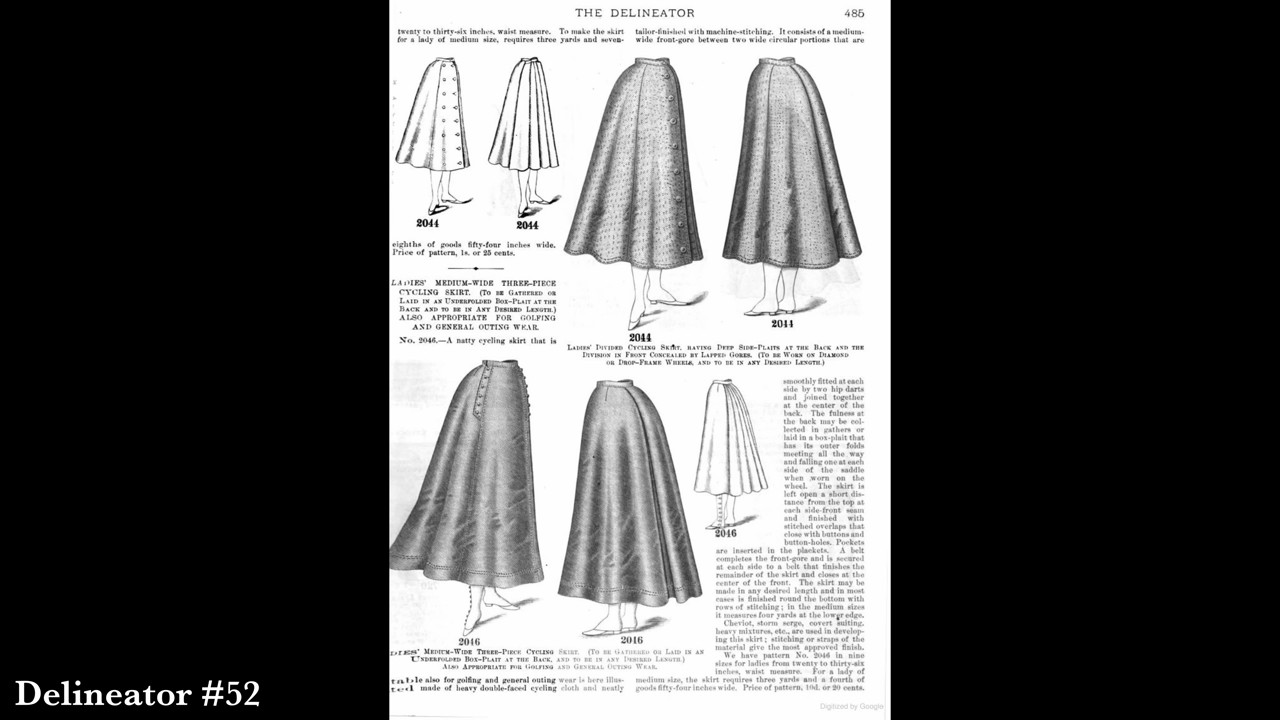 THE DELINEATOR
485
twenty to thirty-six inches, waist measure. To make the skirt
for a lady of medium size, requires three yards and seven-
tailor-finished with machine-stitching. It consists of a medium-
wide front-gore between two wide circular portions that are
2044
2044
eighths of goods fifty-four inches wide.
Price of pattern, 1s. or 25 cents.
LADIES' MEDIUM-WIDE THREE-PIECE
CYCLING SKIRT. (To be Gathered or
Laid in an Underfolded Box-Plait at the
Back and to be in Any Desired Length.)
ALSO APPROPRIATE FOR GOLFING
AND GENERAL OUTING WEAR.
No. 2046.—A natty cycling skirt that is
2044
2044
Ladies' Divided Cycling Skirt, having Deep Side-Plaits at the Back and the
Division in Front Concealed by Lapped Gores. (To be Worn on Diamond
or Drop-Frame Wheels, and to be in any Desired Length.)
2046
2046
2046
Medium-Wide Three-Piece Cycling Skirt. (To be Gathered or Laid in an
Underfolded Box-Plait at the Back, and to be in any Desired Length.)
Also Appropriate for Golfing and General Outing Wear.
also for golfing and general outing wear is here illus-
made of heavy double-faced cycling cloth and neatly
smoothly fitted at each
side by two hip darts
and joined together
at the center of the
back. The fulness at
the back may be col-
lected in gathers or
laid in a box-plait that
has its outer folds
meeting all the way
and falling one at each
side of the saddle
when worn on the
wheel. The skirt is
left open a short dis-
tance from the top at
each side-front seam
and finished with
stitched overlaps that
close with buttons and
button-holes. Pockets
are inserted in the plackets. A belt
completes the front-gore and is secured
at each side to a belt that finishes the
remainder of the skirt and closes at the
center of the front. The skirt may be
made in any desired length and in most
cases is finished round the bottom with
rows of stitching; in the medium sizes
it measures four yards at the lower edge.
Cheviot, storm serge, covert suiting,
heavy mixtures, etc., are used in develop-
ing this skirt; stitching or straps of the
material give the most approved finish.
We have pattern No. 2046 in nine
sizes for ladies from twenty to thirty-six
inches, waist measure. For a lady of
medium size, the skirt requires three yards and a fourth of
goods fifty-four inches wide. Price of pattern, 10d. or 20 cents.
Digitized by Google
Delineator #52